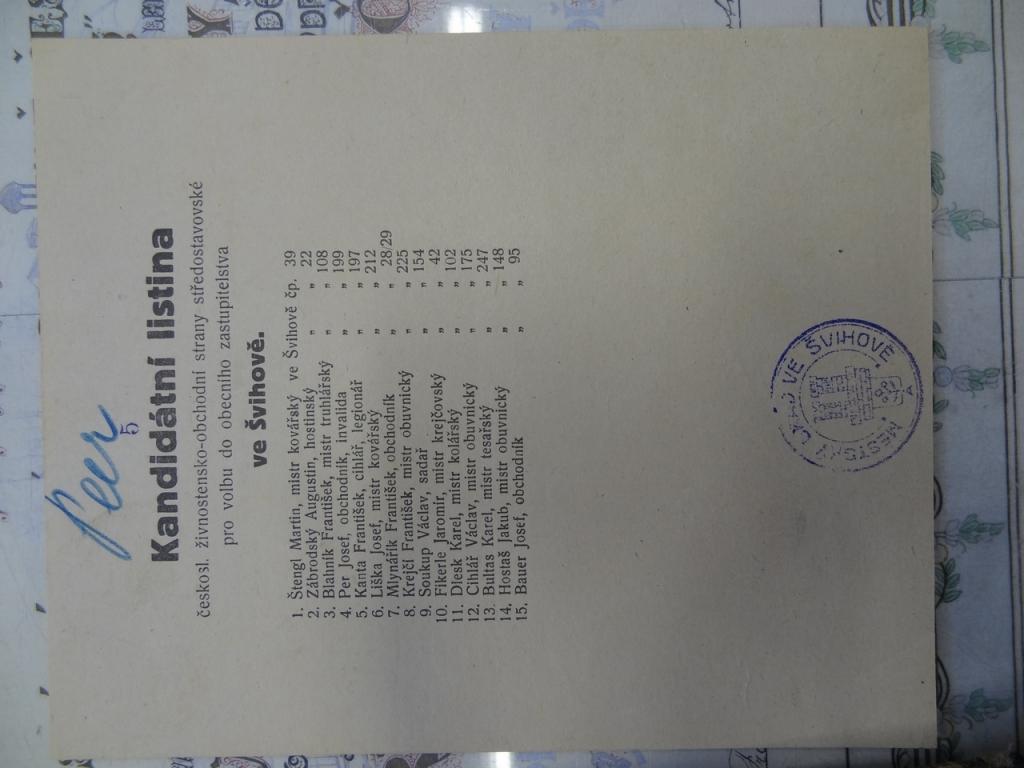 Peer
5
Kandidátní listina
českosl. živnostensko-obchodní strany středostavovské
pro volbu do obecního zastupitelstva
ve Švihově.
1. Štengl Martin, mistr kovářský ve Švihově čp. 39
2. Zábrodský Augustin, hostinský „ „ 22
3. Blahník František, mistr truhlářský „ „ 108
4. Per Josef, obchodník, invalida „ „ 199
5. Kanta František, cihlář, legionář „ „ 197
6. Liška Josef, mistr kovářský „ „ 212
7. Mlynářík František, obchodník „ „ 28/29
8. Krejčí František, mistr obuvnický „ „ 225
9. Soukup Václav, sadař „ „ 154
10. Fikerle Jaromír, mistr krejčovský „ „ 42
11. Dlesk Karel, mistr kolářský „ „ 102
12. Cihlář Václav, mistr obuvnický „ „ 175
13. Bultas Karel, mistr tesařský „ „ 247
14. Hostaš Jakub, mistr obuvnický „ „ 148
15. Bauer Josef, obchodník „ „ 95
MĚSTSKÝ ÚŘAD VE ŠVIHOVĚ.